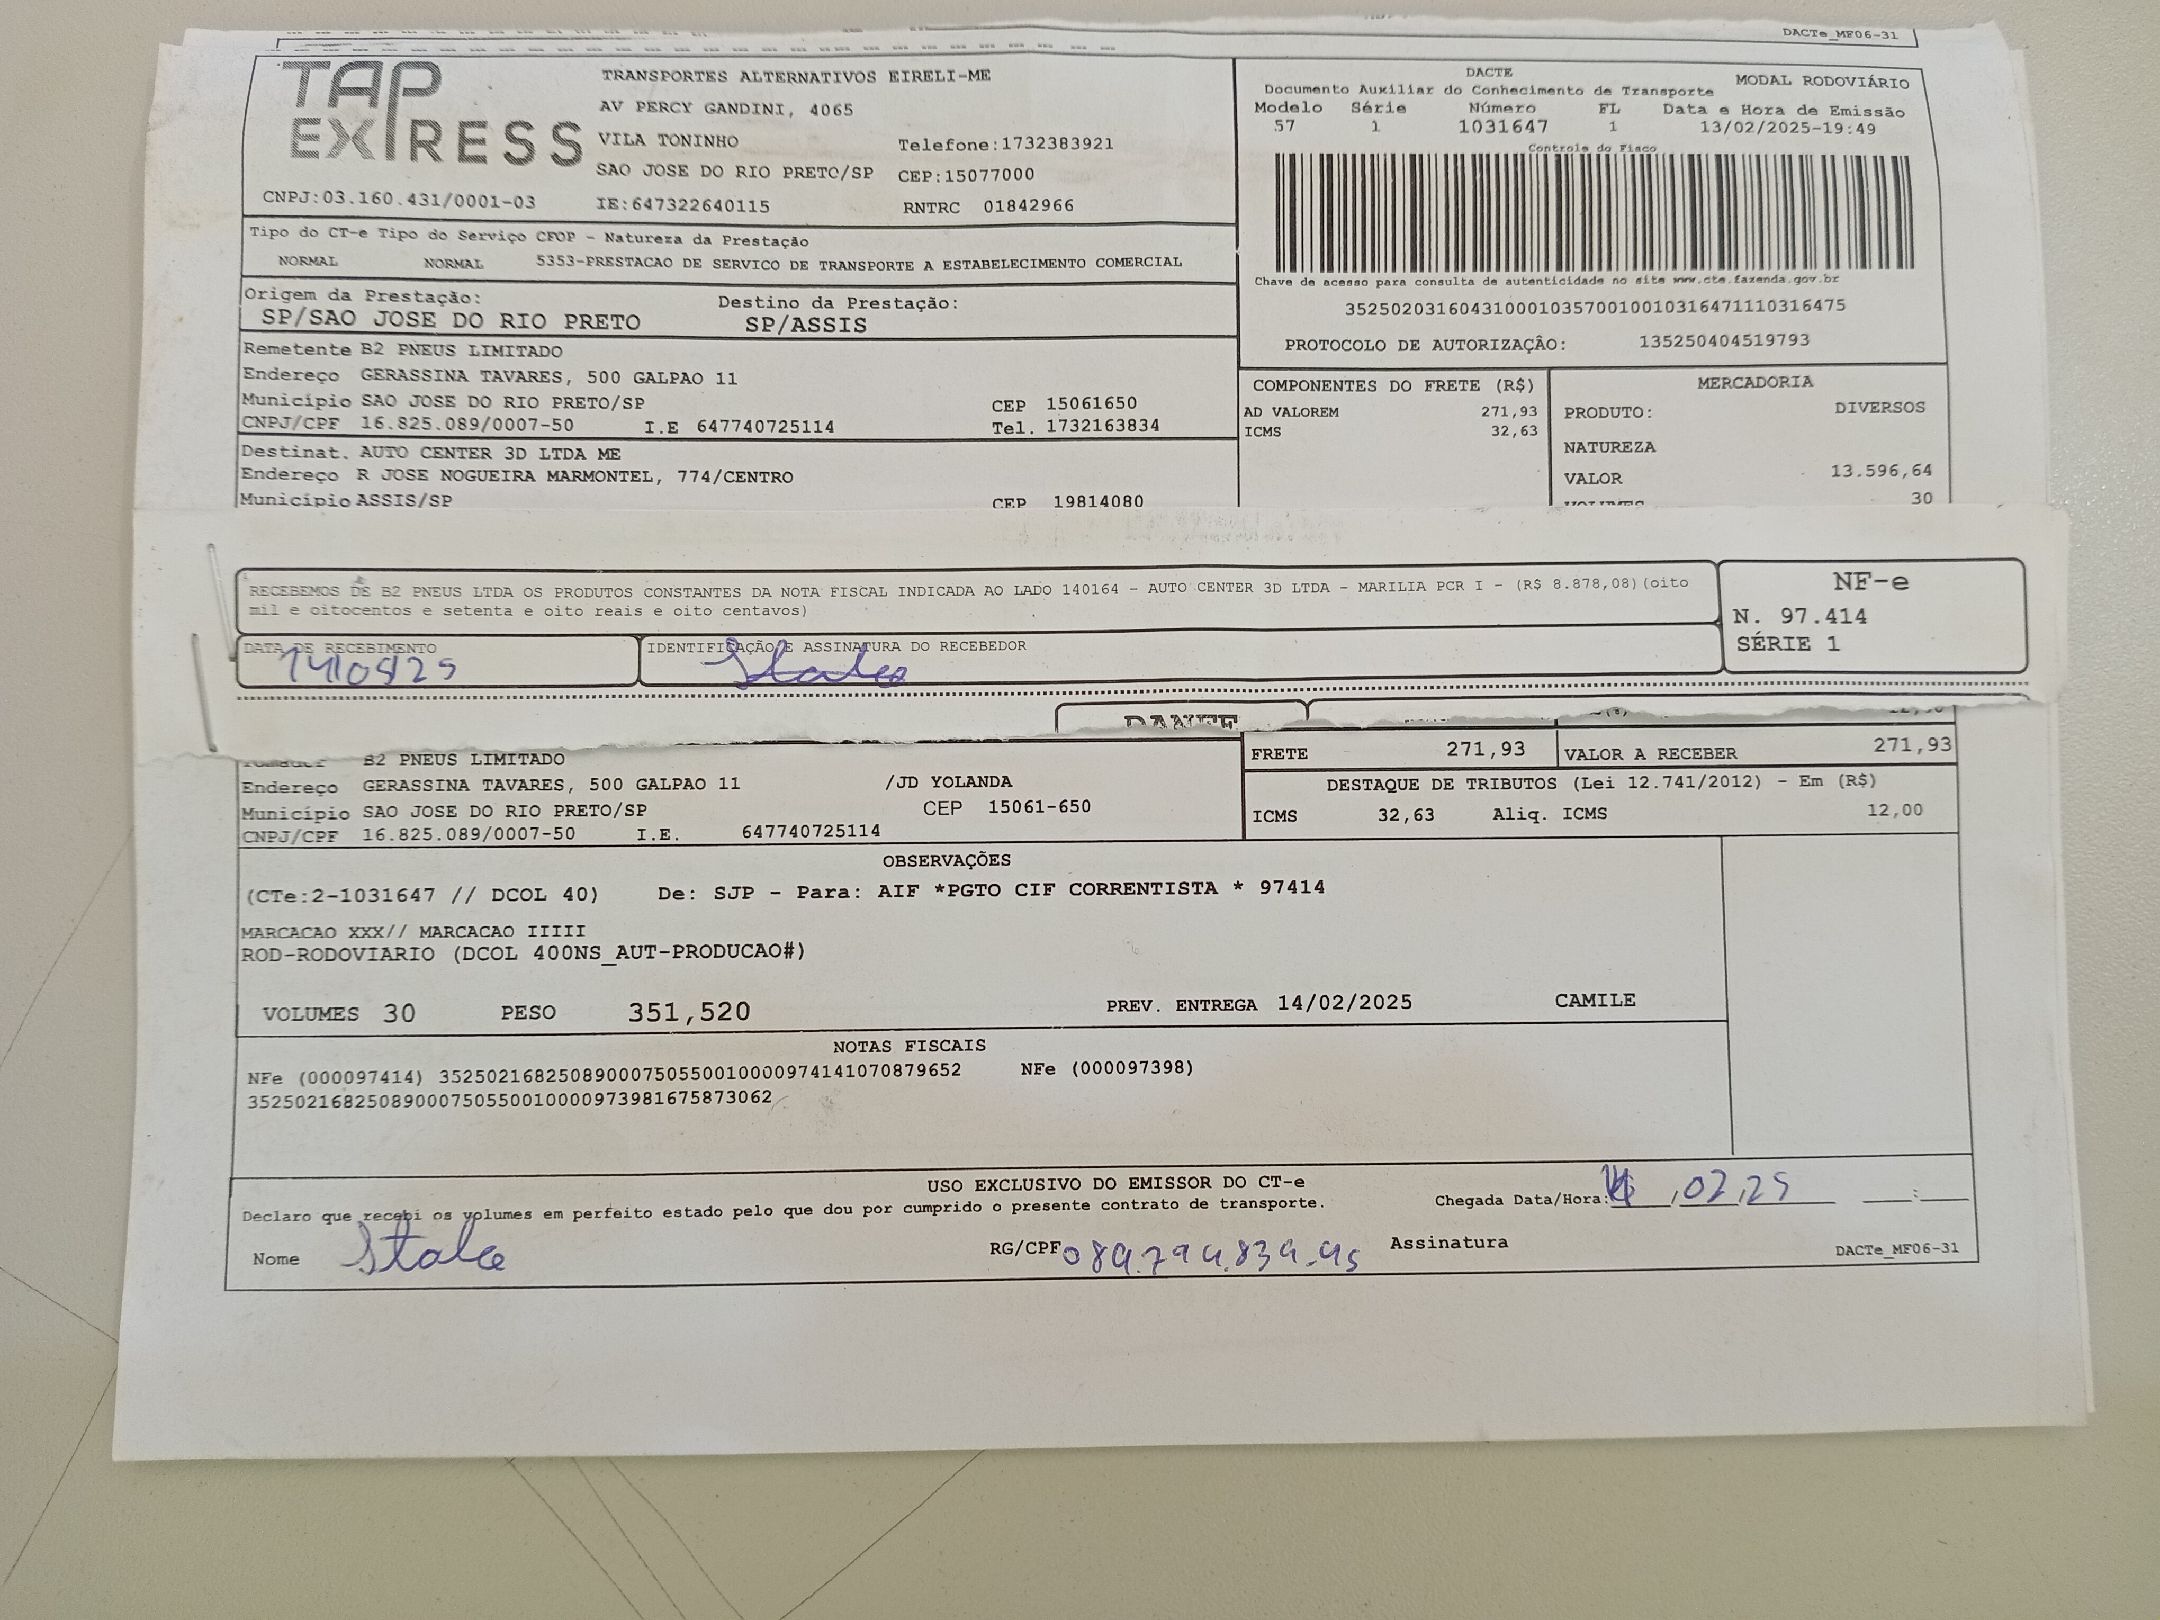 DACTe_MF06-31
TAP EXPRESS
TRANSPORTES ALTERNATIVOS EIRELI-ME
AV PERCY GANDINI, 4065
VILA TONINHO Telefone:1732383921
SAO JOSE DO RIO PRETO/SP CEP:15077000
CNPJ:03.160.431/0001-03 IE:647322640115 RNTRC 01842966
DACTE MODAL RODOVIÁRIO
Documento Auxiliar do Conhecimento de Transporte
Modelo Série Número FL Data e Hora de Emissão
57 1 1031647 1 13/02/2025-19:49
Controle do Fisco
Chave de acesso para consulta de autenticidade no site www.cte.fazenda.gov.br
35250203160431000103570010010316471110316475
PROTOCOLO DE AUTORIZAÇÂO: 135250404519793
Tipo do CT-e Tipo do Serviço CFOP - Natureza da Prestação
NORMAL NORMAL 5353-PRESTACAO DE SERVICO DE TRANSPORTE A ESTABELECIMENTO COMERCIAL
Origem da Prestação: Destino da Prestação:
SP/SAO JOSE DO RIO PRETO SP/ASSIS
Remetente B2 PNEUS LIMITADO
Endereço GERASSINA TAVARES, 500 GALPAO 11
Município SAO JOSE DO RIO PRETO/SP CEP 15061650
CNPJ/CPF 16.825.089/0007-50 I.E 647740725114 Tel. 1732163834
Destinat. AUTO CENTER 3D LTDA ME
Endereço R JOSE NOGUEIRA MARMONTEL, 774/CENTRO
Município ASSIS/SP CEP 19814080
COMPONENTES DO FRETE (R$)
AD VALOREM 271,93
ICMS 32,63
MERCADORIA
PRODUTO: DIVERSOS
NATUREZA
VALOR 13.596,64
VOLUMES 30
RECEBEMOS DE B2 PNEUS LTDA OS PRODUTOS CONSTANTES DA NOTA FISCAL INDICADA AO LADO 140164 - AUTO CENTER 3D LTDA - MARILIA PCR I - (R$ 8.878,08)(oito
mil e oitocentos e setenta e oito reais e oito centavos)
NF-e
N. 97.414
SÉRIE 1
DATA DE RECEBIMENTO IDENTIFICAÇÃO E ASSINATURA DO RECEBEDOR
DANFE
B2 PNEUS LIMITADO
Endereço GERASSINA TAVARES, 500 GALPAO 11 /JD YOLANDA
Município SAO JOSE DO RIO PRETO/SP CEP 15061-650
CNPJ/CPF 16.825.089/0007-50 I.E. 647740725114
FRETE 271,93 VALOR A RECEBER 271,93
DESTAQUE DE TRIBUTOS (Lei 12.741/2012) - Em (R$)
ICMS 32,63 Aliq. ICMS 12,00
OBSERVAÇÕES
(CTe:2-1031647 // DCOL 40) De: SJP - Para: AIF *PGTO CIF CORRENTISTA * 97414
MARCACAO XXX// MARCACAO IIIII
ROD-RODOVIARIO (DCOL 400NS_AUT-PRODUCAO#)
VOLUMES 30 PESO 351,520 PREV. ENTREGA 14/02/2025 CAMILE
NOTAS FISCAIS
NFe (000097414) 35250216825089000750550010000974141070879652 NFe (000097398)
35250216825089000750550010000973981675873062
USO EXCLUSIVO DO EMISSOR DO CT-e
Declaro que recebi os volumes em perfeito estado pelo que dou por cumprido o presente contrato de transporte. Chegada Data/Hora: ,02,25 :
Nome RG/CPF Assinatura DACTe_MF06-31